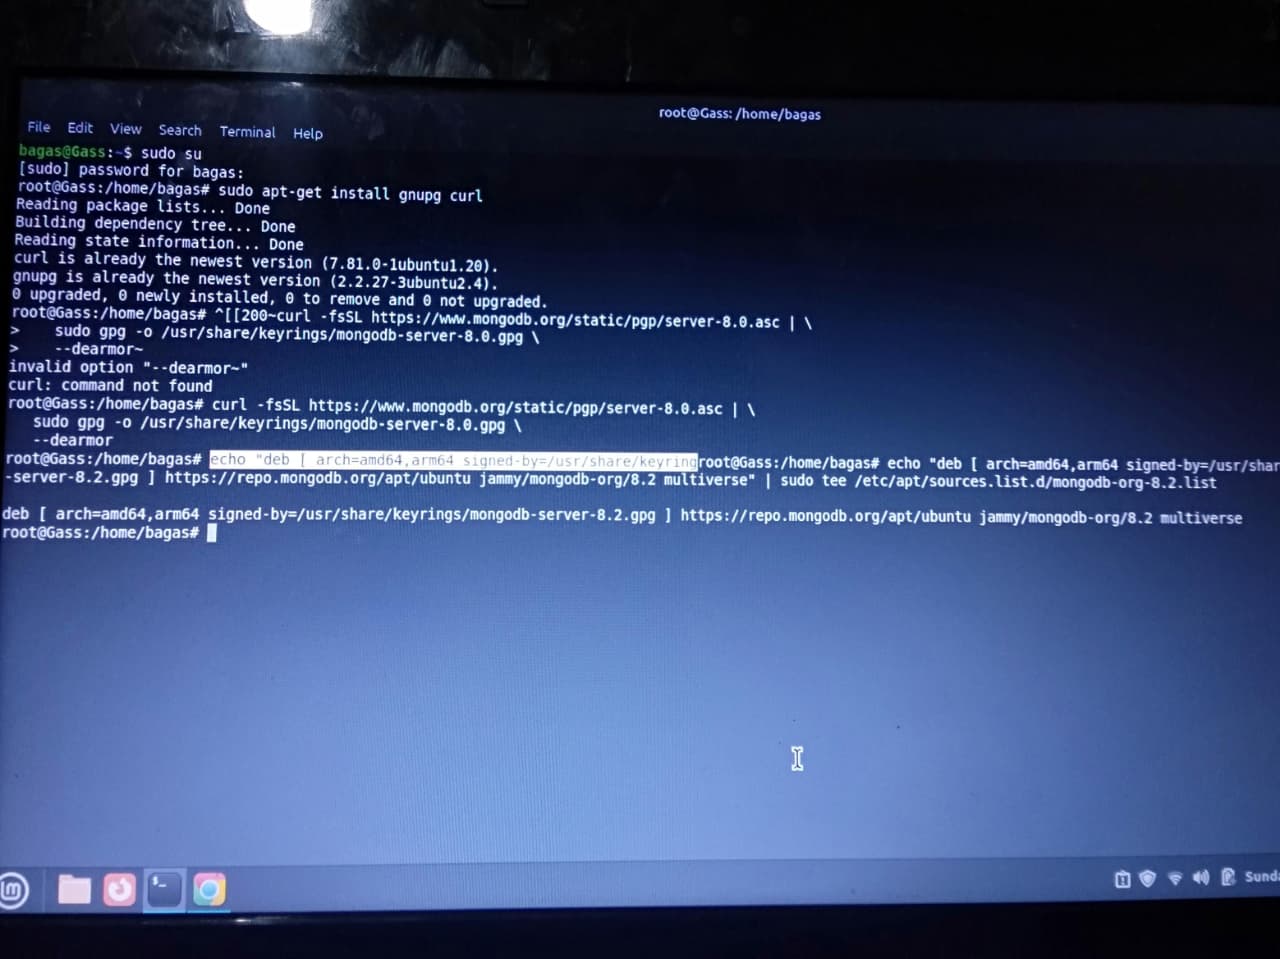 root@Gass: /home/bagas
File Edit View Search Terminal Help
bagas@Gass:~$ sudo su
[sudo] password for bagas:
root@Gass:/home/bagas# sudo apt-get install gnupg curl
Reading package lists... Done
Building dependency tree... Done
Reading state information... Done
curl is already the newest version (7.81.0-1ubuntu1.20).
gnupg is already the newest version (2.2.27-3ubuntu2.4).
0 upgraded, 0 newly installed, 0 to remove and 0 not upgraded.
root@Gass:/home/bagas# ^[[200~curl -fsSL https://www.mongodb.org/static/pgp/server-8.0.asc | \
>    sudo gpg -o /usr/share/keyrings/mongodb-server-8.0.gpg \
>    --dearmor~
invalid option "--dearmor~"
curl: command not found
root@Gass:/home/bagas# curl -fsSL https://www.mongodb.org/static/pgp/server-8.0.asc | \
   sudo gpg -o /usr/share/keyrings/mongodb-server-8.0.gpg \
   --dearmor
root@Gass:/home/bagas# echo "deb [ arch=amd64,arm64 signed-by=/usr/share/keyringroot@Gass:/home/bagas# echo "deb [ arch=amd64,arm64 signed-by=/usr/shar
-server-8.2.gpg ] https://repo.mongodb.org/apt/ubuntu jammy/mongodb-org/8.2 multiverse" | sudo tee /etc/apt/sources.list.d/mongodb-org-8.2.list
deb [ arch=amd64,arm64 signed-by=/usr/share/keyrings/mongodb-server-8.2.gpg ] https://repo.mongodb.org/apt/ubuntu jammy/mongodb-org/8.2 multiverse
root@Gass:/home/bagas#
Sunda